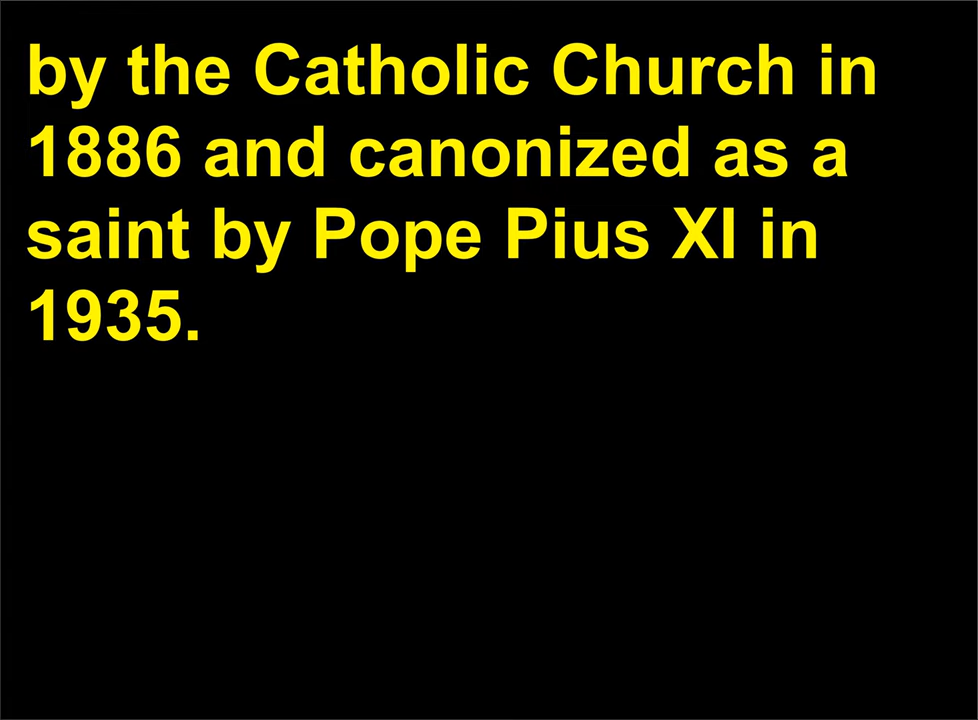 by the Catholic Church in
1886 and canonized as a
saint by Pope Pius XI in
1935.